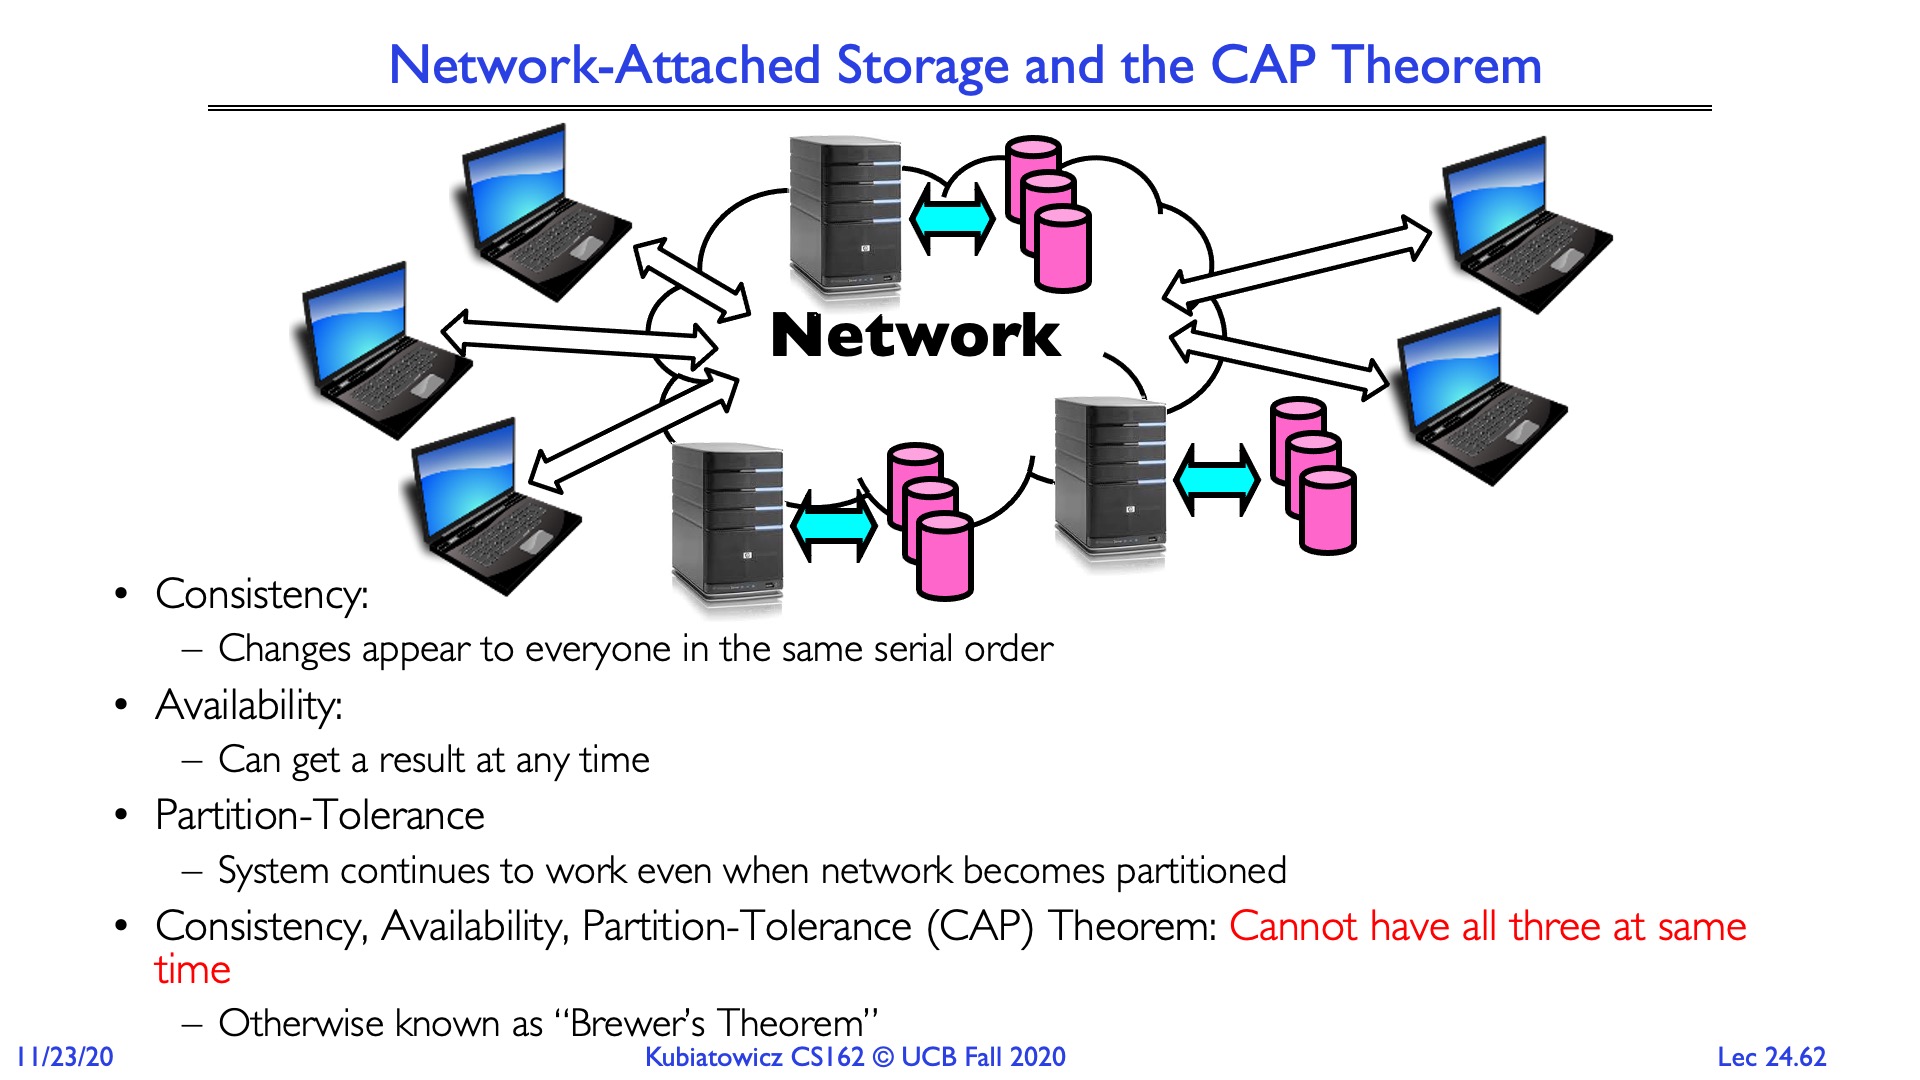 Network-Attached Storage and the CAP Theorem
Network
• Consistency:
– Changes appear to everyone in the same serial order
• Availability:
– Can get a result at any time
• Partition-Tolerance
– System continues to work even when network becomes partitioned
• Consistency, Availability, Partition-Tolerance (CAP) Theorem: Cannot have all three at same
time
– Otherwise known as “Brewer’s Theorem”
11/23/20
Kubiatowicz CS162 © UCB Fall 2020
Lec 24.62